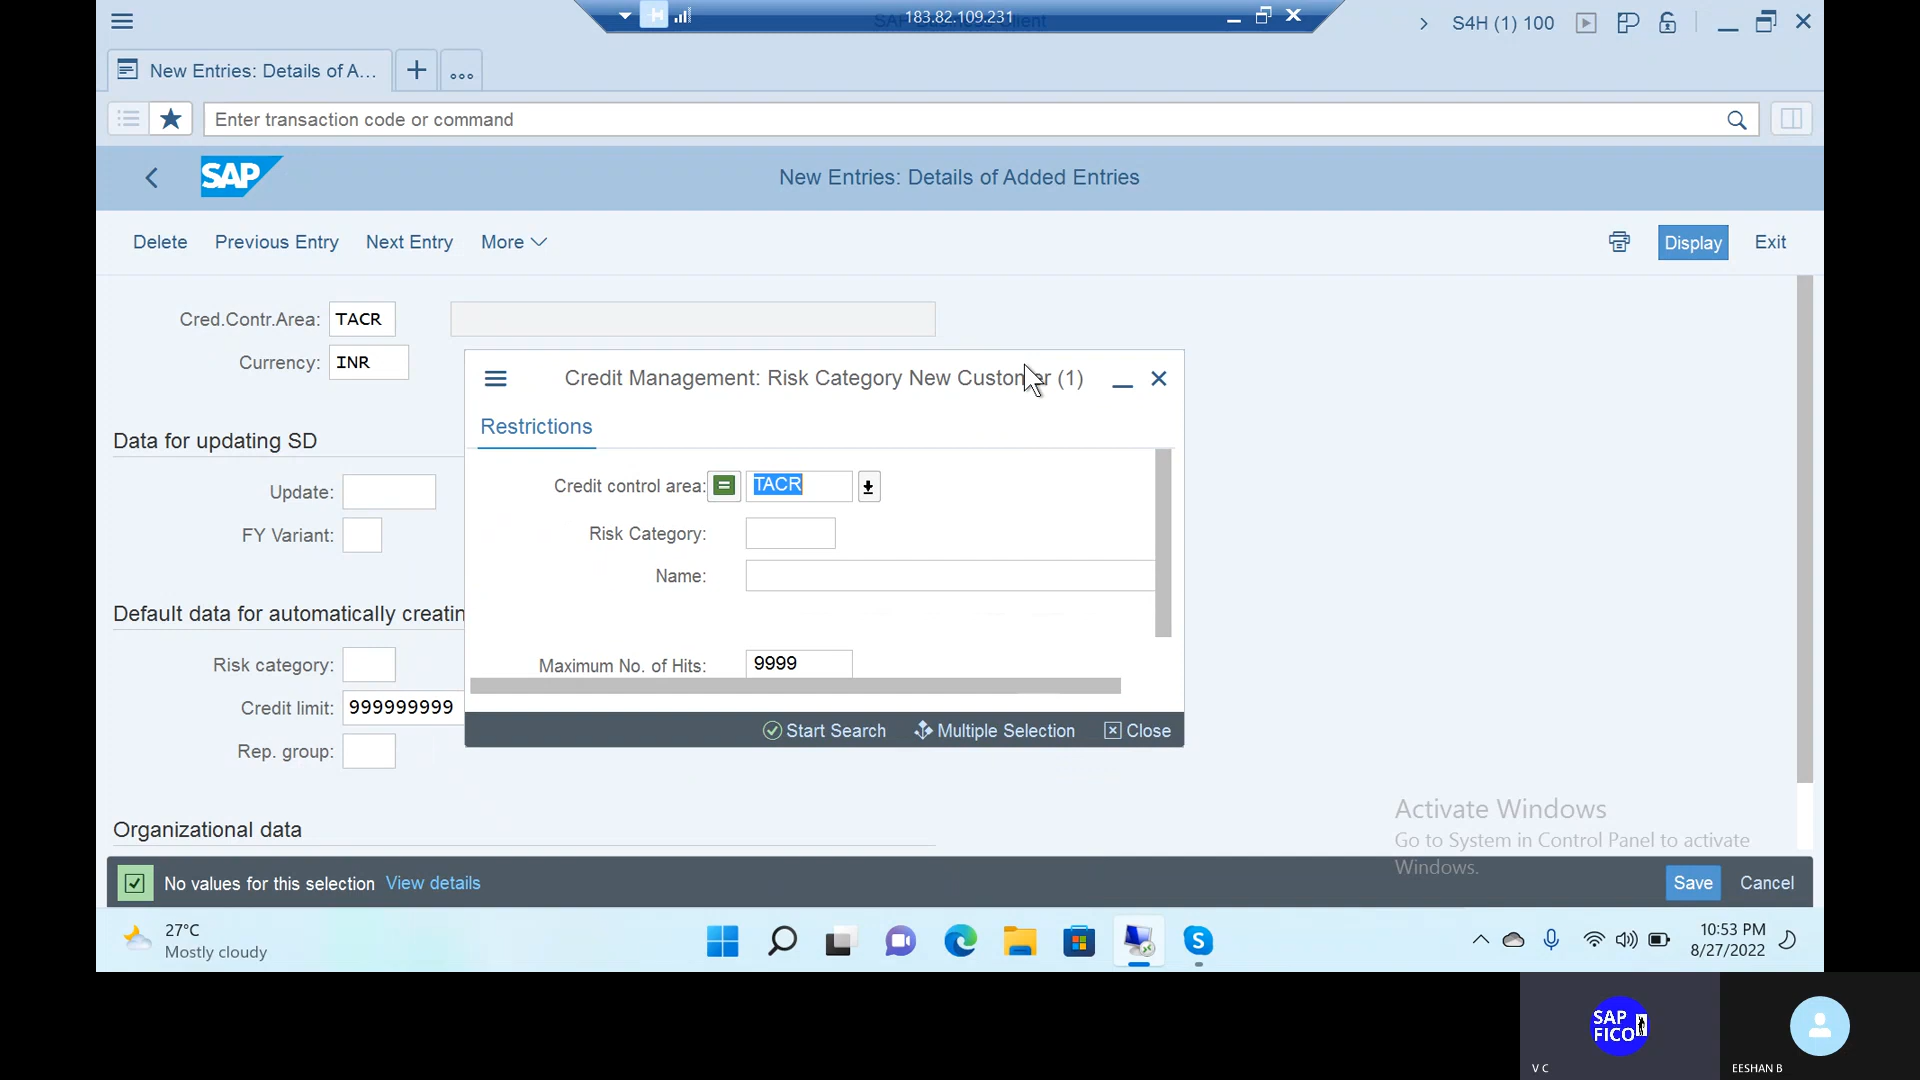 183.82.109.231
S4H (1) 100
New Entries: Details of A...
Enter transaction code or command
SAP
New Entries: Details of Added Entries
Delete
Previous Entry
Next Entry
More
Display
Exit
Cred.Contr.Area: TACR
Currency: INR
Credit Management: Risk Category New Customer (1)
Restrictions
Data for updating SD
Credit control area: = TACR
Update:
FY Variant:
Risk Category:
Name:
Default data for automatically creatin
Risk category:
Maximum No. of Hits: 9999
Credit limit: 999999999
Rep. group:
Start Search
Multiple Selection
Close
Organizational data
Activate Windows
Go to System in Control Panel to activate
Windows.
No values for this selection View details
Save
Cancel
27°C
Mostly cloudy
10:53 PM
8/27/2022
SAP
FICO
V C
EESHAN B